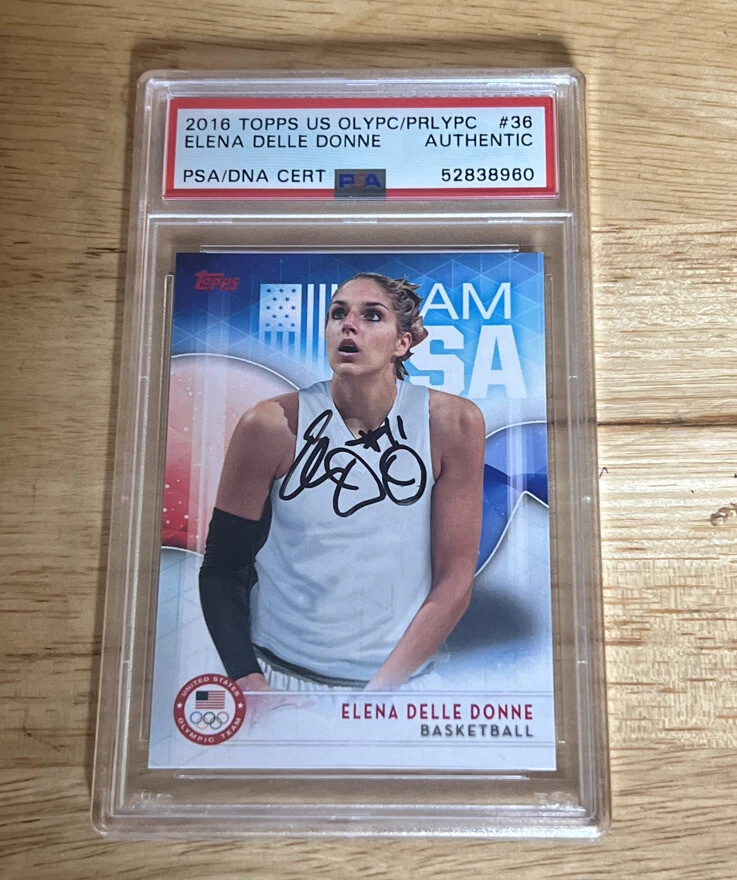 2016 TOPPS US OLYPC/PRLYPC #36
ELENA DELLE DONNE AUTHENTIC
PSA/DNA CERT PSA 52838960
Topps
AM
SA
#11
UNITED STATES
OLYMPIC TEAM
ELENA DELLE DONNE
BASKETBALL